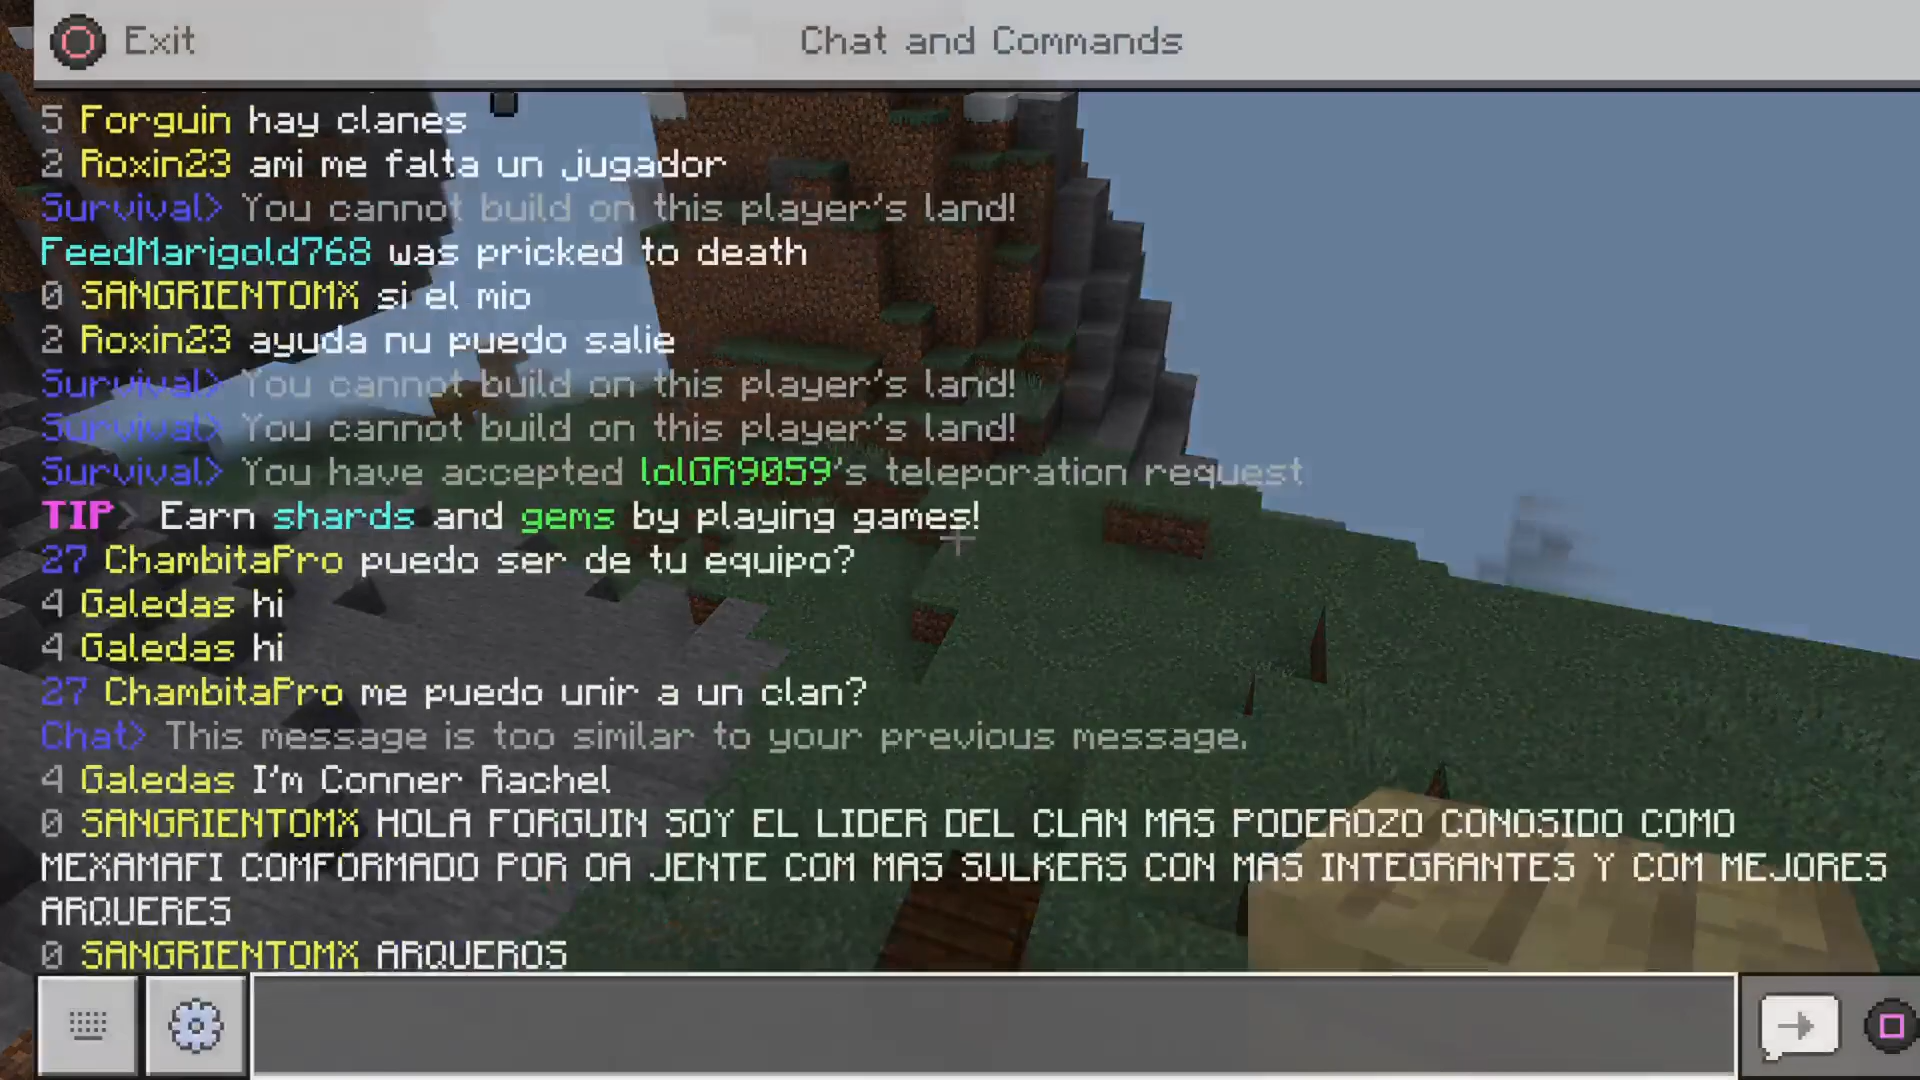 Exit
Chat and Commands
5 Forguin hay clanes
2 Roxin23 ami me falta un jugador
Survival> You cannot build on this player's land!
FeedMarigold768 was pricked to death
0 SANGRIENTOMX si el mio
2 Roxin23 ayuda nu puedo salie
Survival> You cannot build on this player's land!
Survival> You cannot build on this player's land!
Survival> You have accepted lolGR9059's teleporation request
TIP> Earn shards and gems by playing games!
27 ChambitaPro puedo ser de tu equipo?
4 Galedas hi
4 Galedas hi
27 ChambitaPro me puedo unir a un clan?
Chat> This message is too similar to your previous message.
4 Galedas I'm Conner Rachel
0 SANGRIENTOMX HOLA FORGUIN SOY EL LIDER DEL CLAN MAS PODEROZO CONOSIDO COMO
MEXAMAFI COMFORMADO POR OA JENTE COM MAS SULKERS CON MAS INTEGRANTES Y COM MEJORES
ARQUERES
0 SANGRIENTOMX ARQUEROS